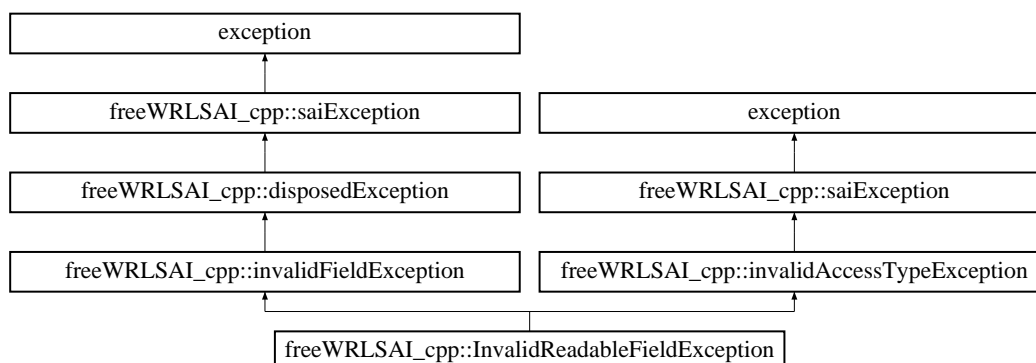 exception
freeWRLSAI_cpp::saiException
exception
freeWRLSAI_cpp::disposedException
freeWRLSAI_cpp::saiException
freeWRLSAI_cpp::invalidFieldException
freeWRLSAI_cpp::invalidAccessTypeException
freeWRLSAI_cpp::InvalidReadableFieldException